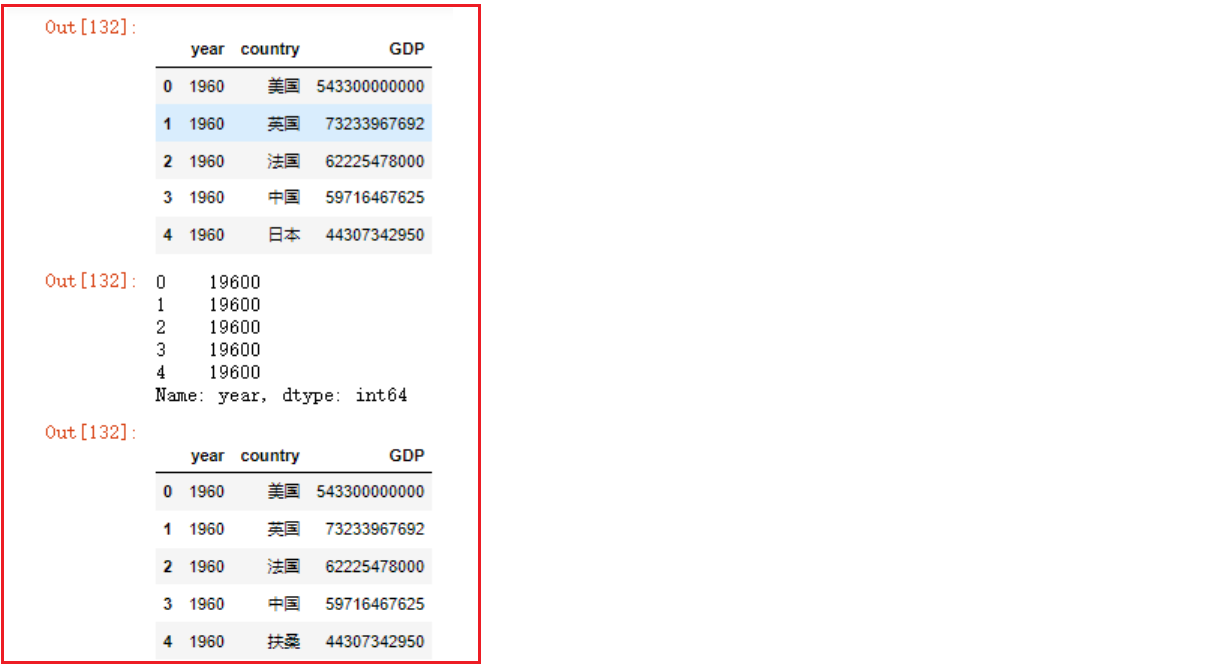 Out[132]:
year country GDP
0 1960 美国 543300000000
1 1960 英国 73233967692
2 1960 法国 62225478000
3 1960 中国 59716467625
4 1960 日本 44307342950
Out[132]: 0 19600
1 19600
2 19600
3 19600
4 19600
Name: year, dtype: int64
Out[132]:
year country GDP
0 1960 美国 543300000000
1 1960 英国 73233967692
2 1960 法国 62225478000
3 1960 中国 59716467625
4 1960 扶桑 44307342950